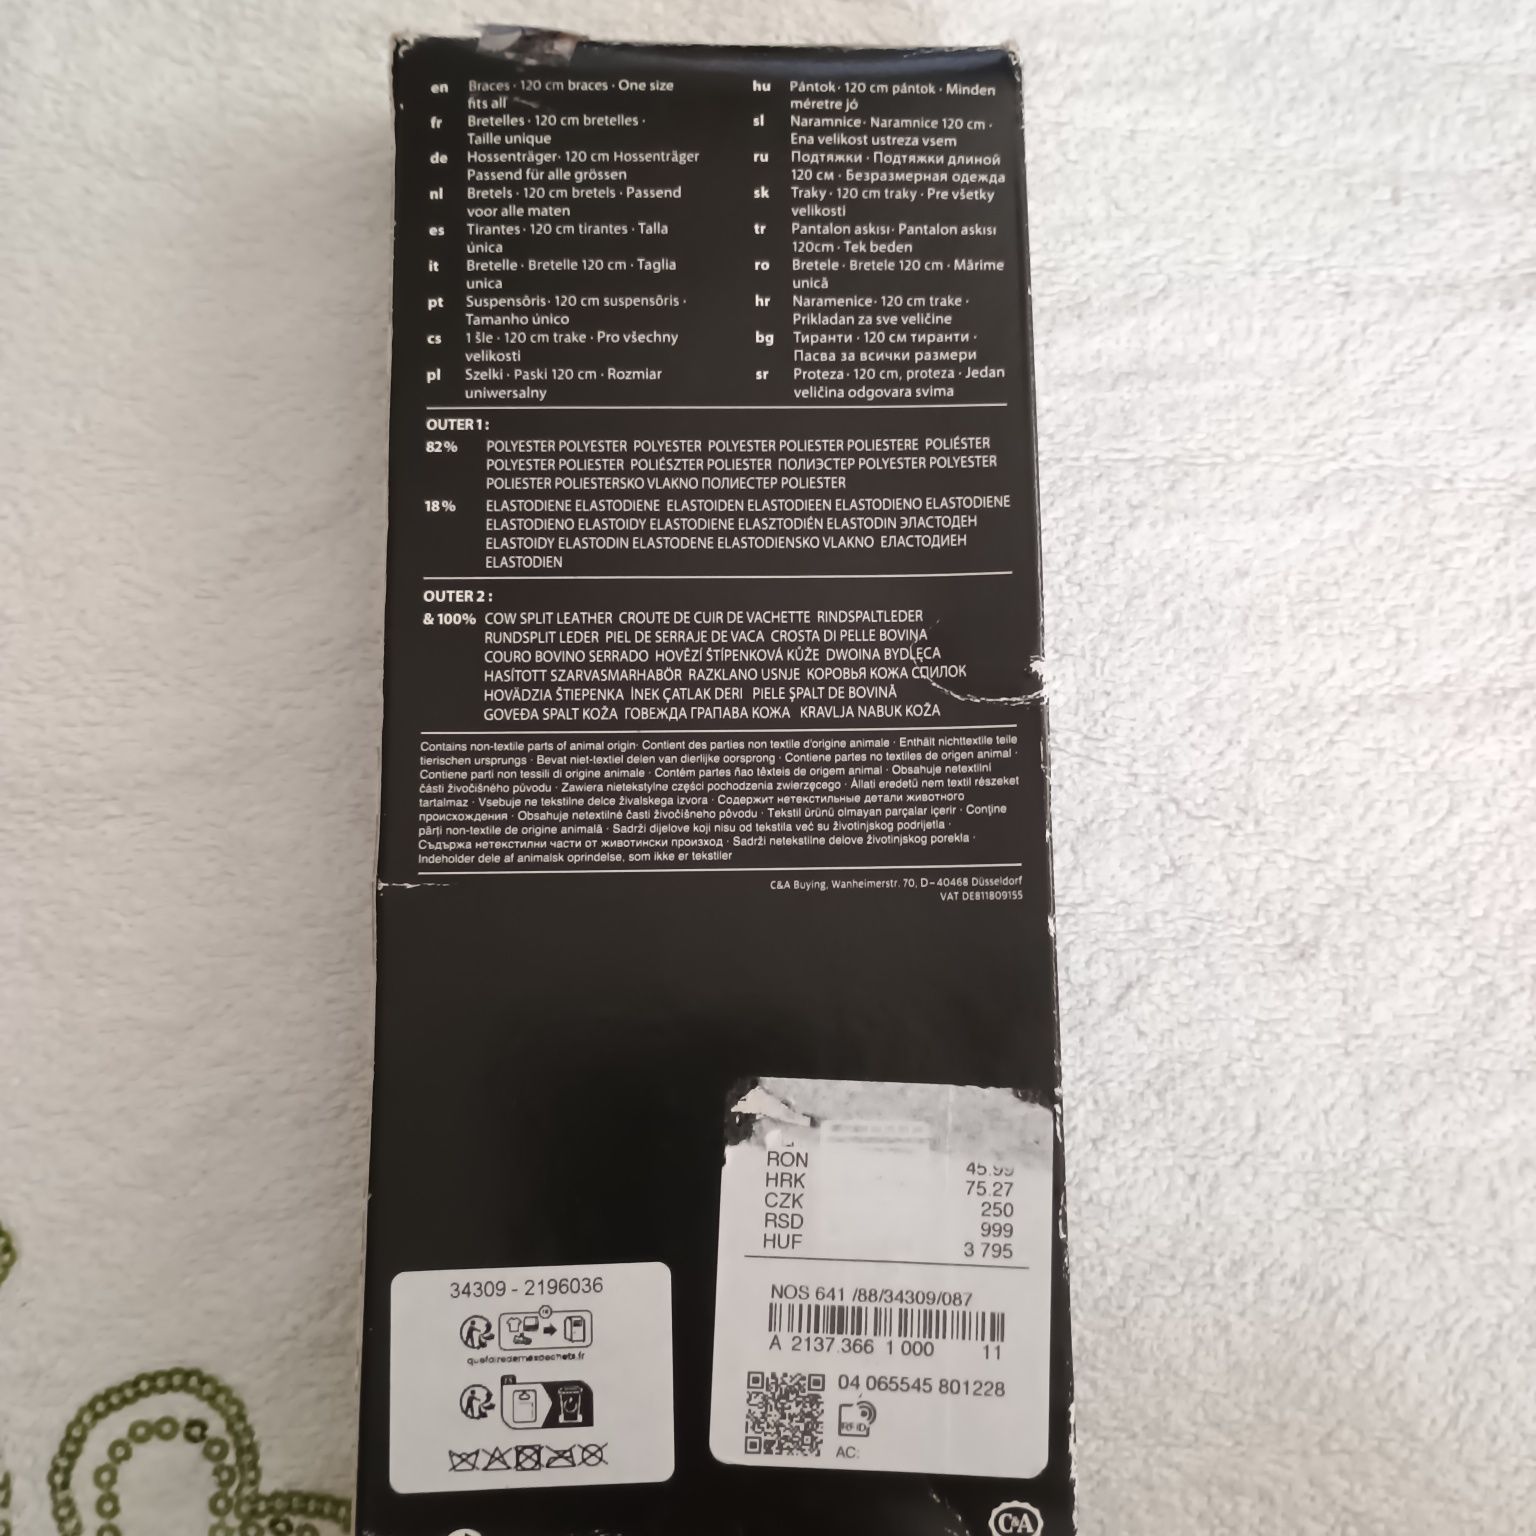 en Braces · 120 cm braces · One size
fits all
fr Bretelles · 120 cm bretelles ·
Taille unique
de Hossenträger · 120 cm Hossenträger
Passend für alle grössen
nl Bretels · 120 cm bretels · Passend
voor alle maten
es Tirantes · 120 cm tirantes · Talla
única
it Bretelle · Bretelle 120 cm · Taglia
unica
pt Suspensôris · 120 cm suspensôris ·
Tamanho único
cs 1 šle · 120 cm trake · Pro všechny
velikosti
pl Szelki · Paski 120 cm · Rozmiar
uniwersalny
hu Pántok · 120 cm pántok · Minden
méretre jó
sl Naramnice · Naramnice 120 cm ·
Ena velikost ustreza vsem
ru Подтяжки · Подтяжки длиной
120 см · Безразмерная одежда
sk Traky · 120 cm traky · Pre všetky
velikosti
tr Pantalon askısı · Pantalon askısı
120cm · Tek beden
ro Bretele · Bretele 120 cm · Mărime
unică
hr Naramenice · 120 cm trake ·
Prikladan za sve veličine
bg Тиранти · 120 см тиранти ·
Пасва за всички размери
sr Proteza · 120 cm, proteza · Jedan
veličina odgovara svima
OUTER 1 :
82% POLYESTER POLYESTER POLYESTER POLYESTER POLIESTER POLIESTERE POLIÉSTER
POLYESTER POLIESTER POLIÉSZTER POLIESTER ПОЛИЭСТЕР POLYESTER POLYESTER
POLIESTER POLIESTERSKO VLAKNO ПОЛИЕСТЕР POLIESTER
18% ELASTODIENE ELASTODIENE ELASTOIDEN ELASTODIEEN ELASTODIENO ELASTODIENE
ELASTODIENO ELASTOIDY ELASTODIENE ELASZTODIÉN ELASTODIN ЭЛАСТОДЕН
ELASTOIDY ELASTODIN ELASTODENE ELASTODIENSKO VLAKNO ЕЛАСТОДИЕН
ELASTODIEN
OUTER 2 :
& 100% COW SPLIT LEATHER CROUTE DE CUIR DE VACHETTE RINDSPALTLEDER
RUNDSPLIT LEDER PIEL DE SERRAJE DE VACA CROSTA DI PELLE BOVINA
COURO BOVINO SERRADO HOVĚZÍ ŠTÍPENKOVÁ KŮŽE DWOINA BYDLĘCA
HASÍTOTT SZARVASMARHABŐR RAZKLANO USNJE КОРОВЬЯ КОЖА СПИЛОК
HOVÄDZIA ŠTIEPENKA İNEK ÇATLAK DERI PIELE ŞPALT DE BOVINĂ
GOVEĐA SPALT KOŽA ГОВЕЖДА ГРАПАВА КОЖА KRAVLJA NABUK KOŽA
Contains non-textile parts of animal origin · Contient des parties non textile d'origine animale · Enthält nichttextile teile
tierischen ursprungs · Bevat niet-textiel delen van dierlijke oorsprong · Contiene partes no textiles de origen animal ·
Contiene parti non tessili di origine animale · Contém partes ñao têxteis de origem animal · Obsahuje netextilní
části živočišného původu · Zawiera nietekstylne części pochodzenia zwierzęcego · Állati eredetű nem textil részeket
tartalmaz · Vsebuje ne tekstilne delce živalskega izvora · Содержит нетекстильные детали животного
происхождения · Obsahuje netextilné časti živočišneho pôvodu · Tekstil ürünü olmayan parçalar içerir · Conţine
părţi non-textile de origine animală · Sadrži dijelove koji nisu od tekstila već su životinjskog podrijetla ·
Съдържа нетекстилни части от животински произход · Sadrži netekstilne delove životinjskog porekla ·
Indeholder dele af animalsk oprindelse, som ikke er tekstiler
C&A Buying, Wanheimerstr. 70, D-40468 Düsseldorf
VAT DE811809155
RON 45.99
HRK 75.27
CZK 250
RSD 999
HUF 3 795
NOS 641 /88/34309/087
A 2137 366 1 000 11
04 065545 801228
RFID
AC:
34309 - 2196036
FR
quefairedemesdechets.fr
C&A